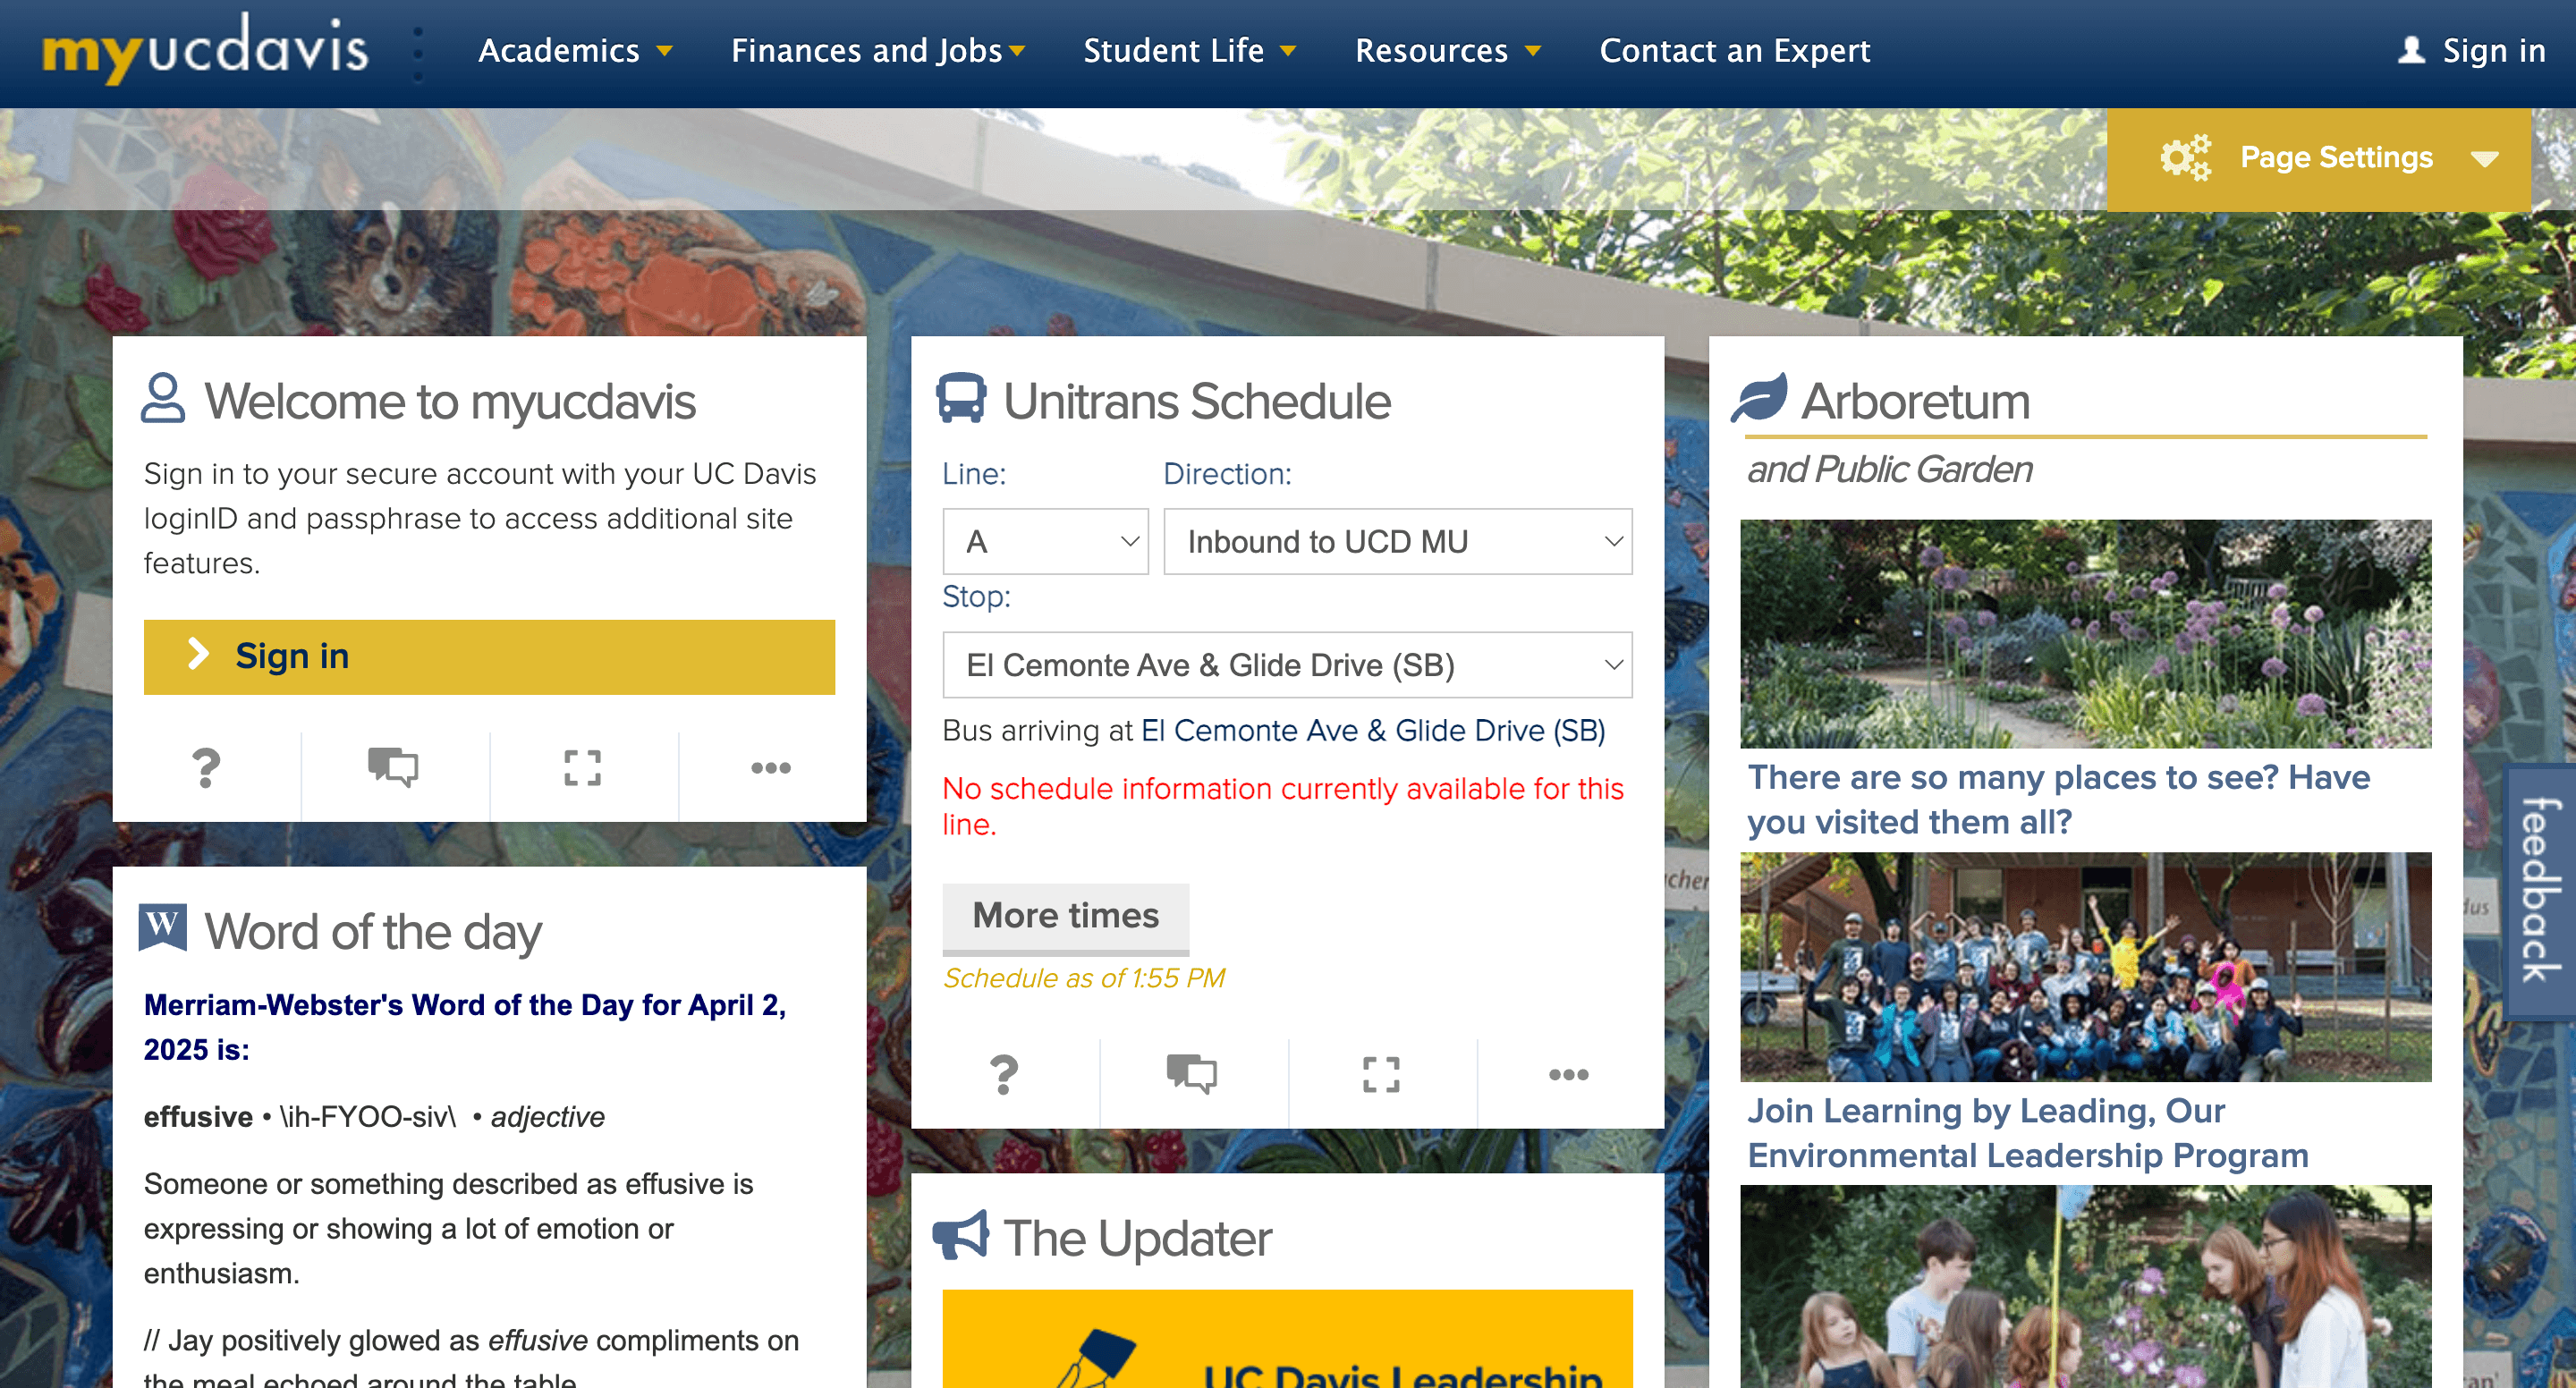 myucdavis
Academics
Finances and Jobs
Student Life
Resources
Contact an Expert
Sign in
Page Settings
Welcome to myucdavis
Sign in to your secure account with your UC Davis
loginID and passphrase to access additional site
features.
Sign in
Word of the day
W
Merriam-Webster's Word of the Day for April 2,
2025 is:
effusive • \ih-FYOO-siv\ • adjective
Someone or something described as effusive is
expressing or showing a lot of emotion or
enthusiasm.
// Jay positively glowed as effusive compliments on
the meal echoed around the table
Unitrans Schedule
Line:
Direction:
A
Inbound to UCD MU
Stop:
El Cemonte Ave & Glide Drive (SB)
Bus arriving at El Cemonte Ave & Glide Drive (SB)
No schedule information currently available for this
line.
More times
Schedule as of 1:55 PM
The Updater
UC Davis Leadership
Arboretum
and Public Garden
There are so many places to see? Have
you visited them all?
Join Learning by Leading, Our
Environmental Leadership Program
feedback